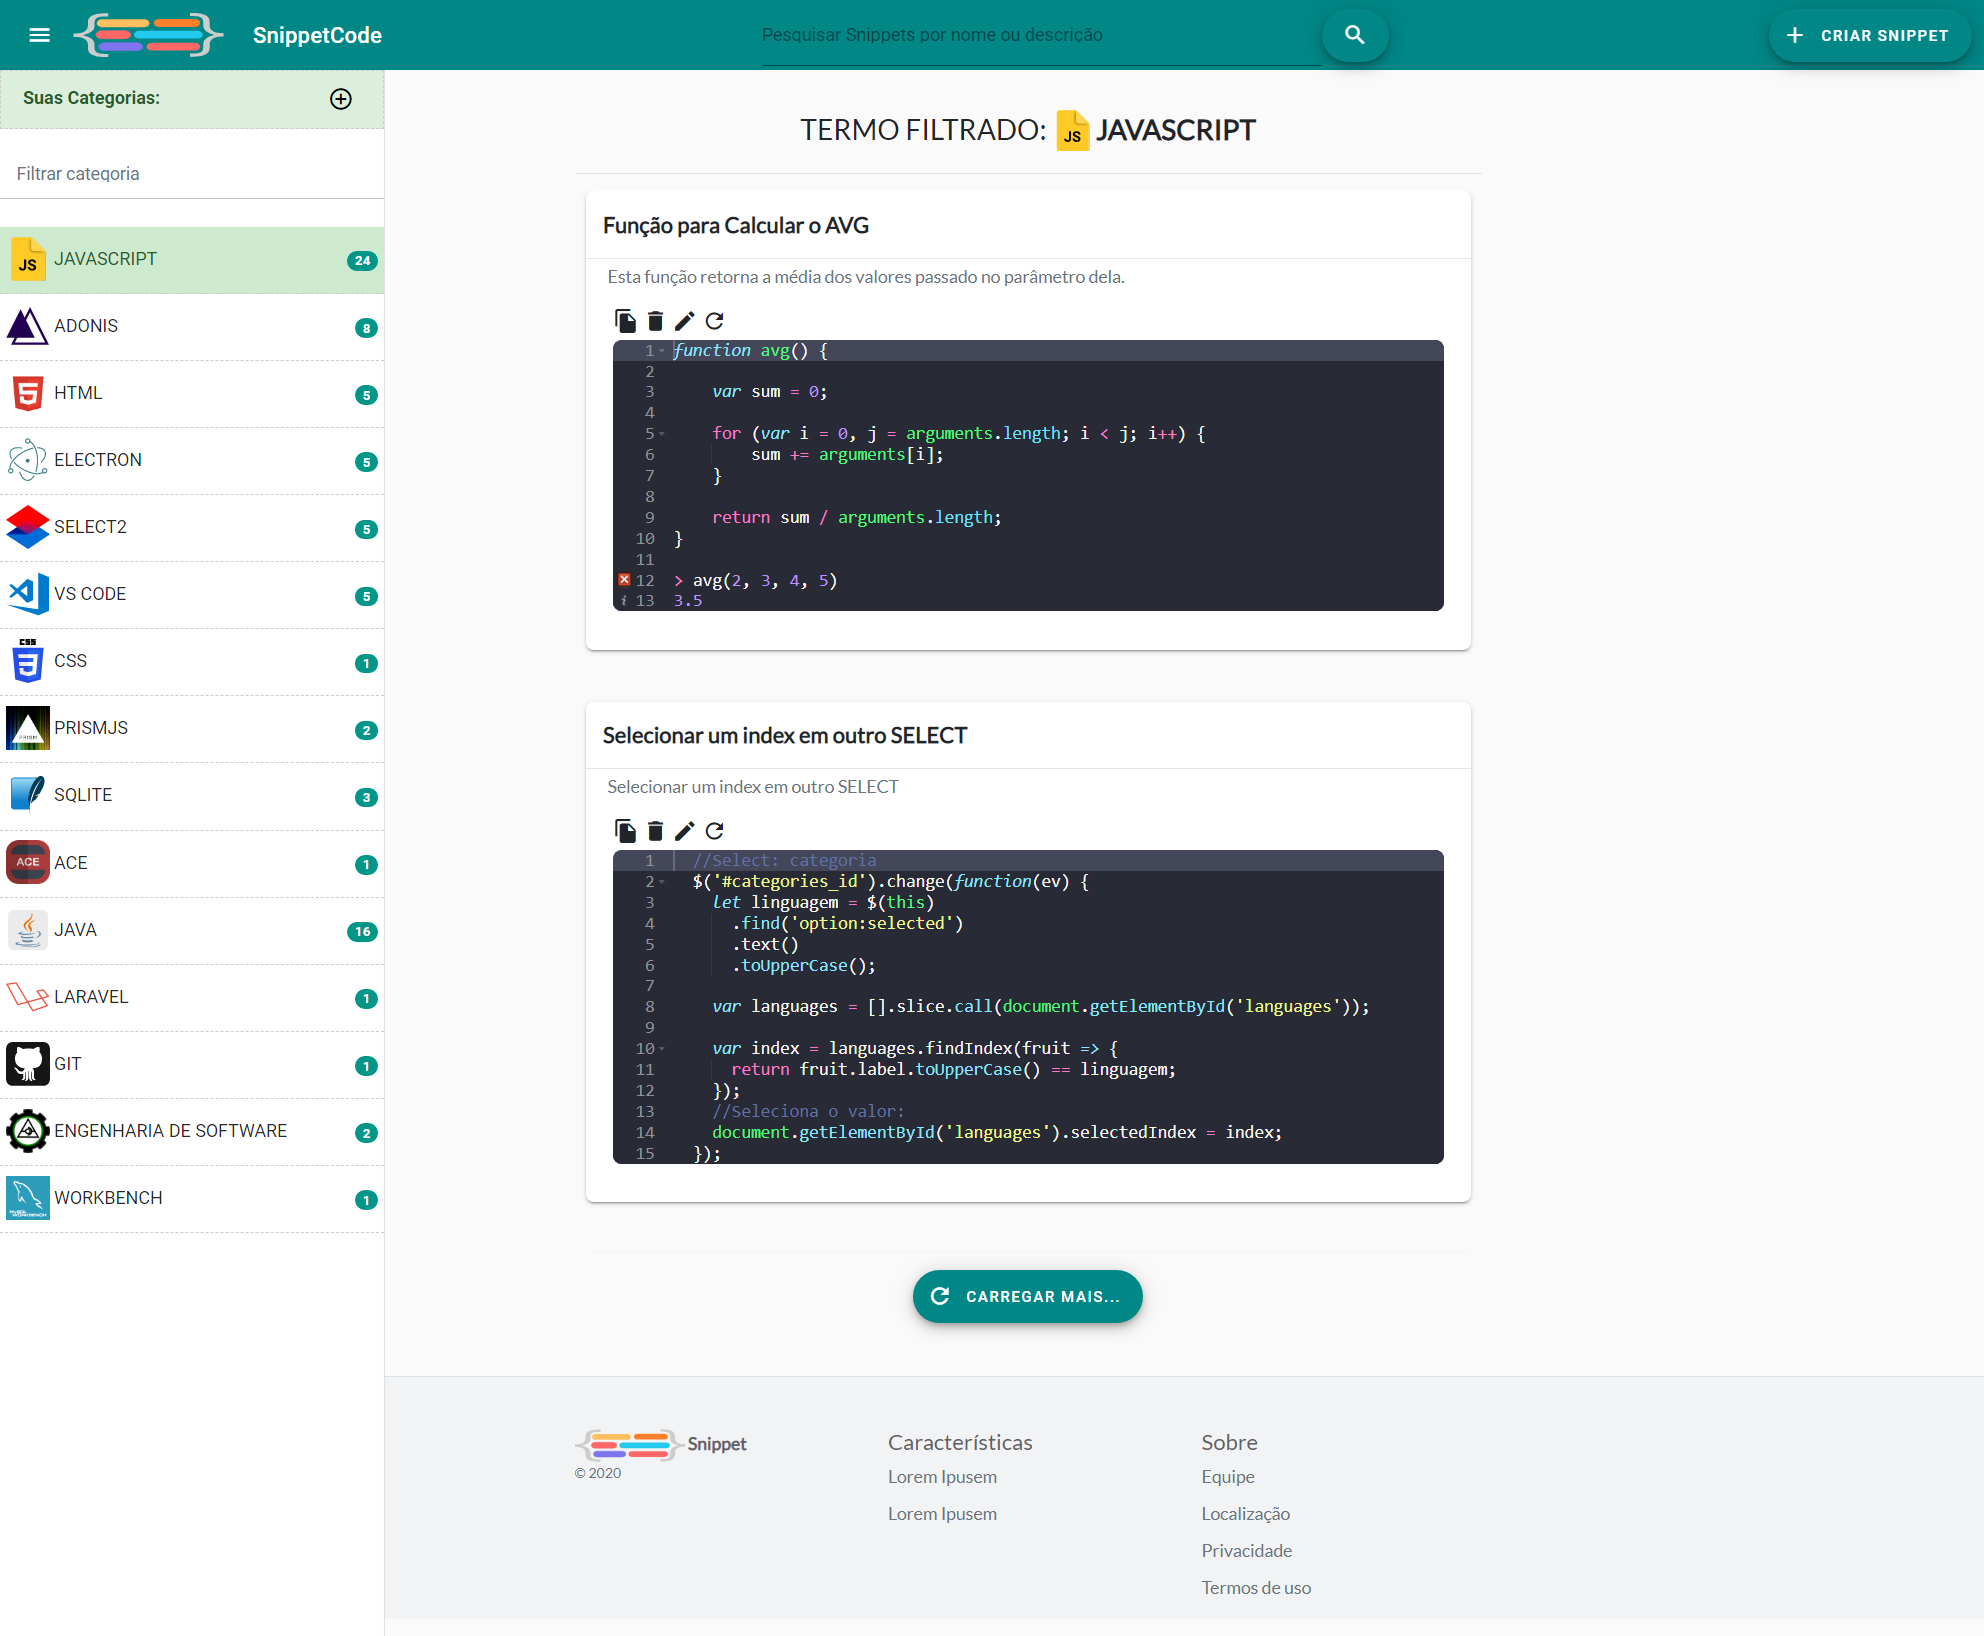 SnippetCode
Pesquisar Snippets por nome ou descrição
CRIAR SNIPPET
Suas Categorias:
Filtrar categoria
JS JAVASCRIPT 24
ADONIS 8
HTML 5
ELECTRON 5
SELECT2 5
VS CODE 5
CSS CSS 1
PRISM PRISMJS 2
SQLITE 3
ACE ACE 1
JAVA 16
LARAVEL 1
GIT 1
ENGENHARIA DE SOFTWARE 2
WORKBENCH 1
TERMO FILTRADO: JS JAVASCRIPT
Função para Calcular o AVG
Esta função retorna a média dos valores passado no parâmetro dela.
1 function avg() {
2
3 var sum = 0;
4
5 for (var i = 0, j = arguments.length; i < j; i++) {
6 sum += arguments[i];
7 }
8
9 return sum / arguments.length;
10 }
11
12 > avg(2, 3, 4, 5)
i 13 3.5
Selecionar um index em outro SELECT
Selecionar um index em outro SELECT
1 //Select: categoria
2 $('#categories_id').change(function(ev) {
3 let linguagem = $(this)
4 .find('option:selected')
5 .text()
6 .toUpperCase();
7
8 var languages = [].slice.call(document.getElementById('languages'));
9
10 var index = languages.findIndex(fruit => {
11 return fruit.label.toUpperCase() == linguagem;
12 });
13 //Seleciona o valor:
14 document.getElementById('languages').selectedIndex = index;
15 });
CARREGAR MAIS...
Snippet
© 2020
Características
Lorem Ipusem
Lorem Ipusem
Sobre
Equipe
Localização
Privacidade
Termos de uso